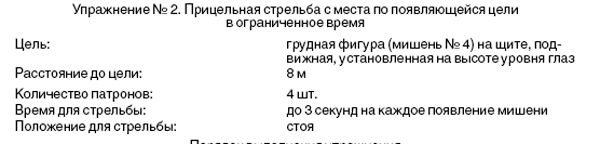 Упражнение № 2. Прицельная стрельба с места по появляющейся цели
в ограниченное время
Цель: грудная фигура (мишень № 4) на щите, под-
вижная, установленная на высоте уровня глаз
Расстояние до цели: 8 м
Количество патронов: 4 шт.
Время для стрельбы: до 3 секунд на каждое появление мишени
Положение для стрельбы: стоя